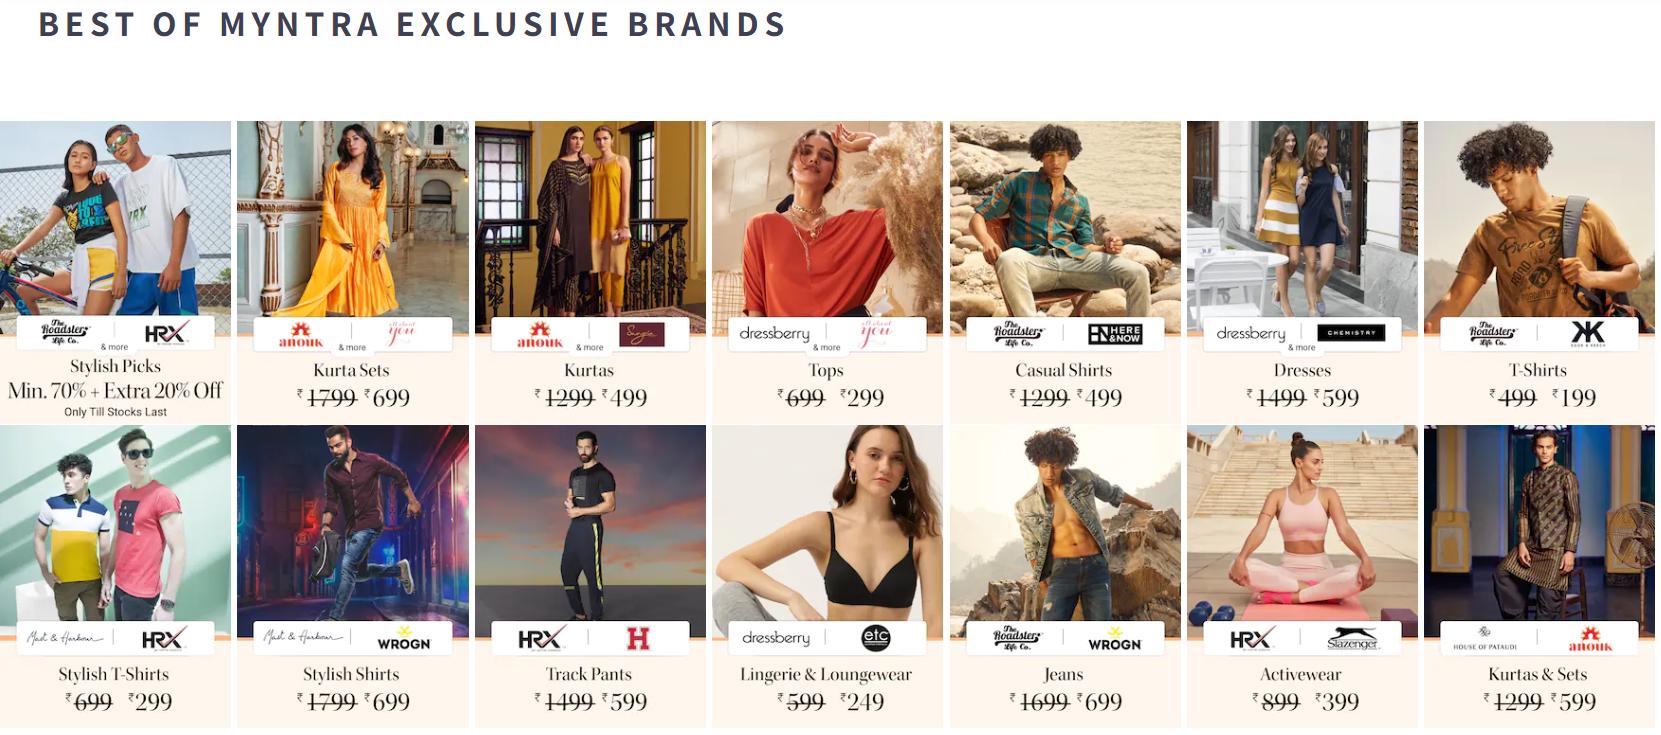 BEST OF MYNTRA EXCLUSIVE BRANDS
The Roadster Life Co. HRX
& more
Stylish Picks
Min. 70% + Extra 20% Off
Only Till Stocks Last
anouk all about you
& more
Kurta Sets
₹1799 ₹699
anouk Sangria
& more
Kurtas
₹1299 ₹499
dressberry all about you
& more
Tops
₹699 ₹299
The Roadster Life Co. HERE &NOW
Casual Shirts
₹1299 ₹499
dressberry CHEMISTRY
& more
Dresses
₹1499 ₹599
The Roadster Life Co. KOOK N KEECH
T-Shirts
₹499 ₹199
Mast & Harbour HRX
Stylish T-Shirts
₹699 ₹299
Mast & Harbour WROGN
Stylish Shirts
₹1799 ₹699
HRX H
Track Pants
₹1499 ₹599
dressberry etc
Lingerie & Loungewear
₹599 ₹249
The Roadster Life Co. WROGN
Jeans
₹1699 ₹699
HRX Slazenger
Activewear
₹899 ₹399
HOUSE OF PATAUDI anouk
Kurtas & Sets
₹1299 ₹599